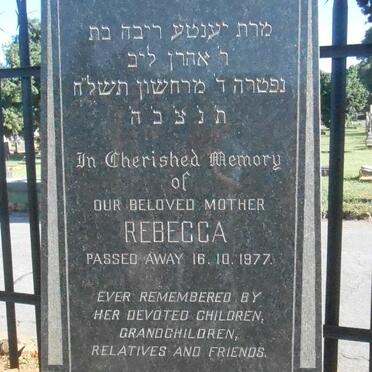 מרת יענטע ריבה בת
ר' אהרן ליב
נפטרה ד' מרחשון תשל"ח
ת נ צ ב ה
In Cherished Memory
of
OUR BELOVED MOTHER
REBECCA
PASSED AWAY 16. 10. 1977.
EVER REMEMBERED BY
HER DEVOTED CHILDREN,
GRANDCHILDREN,
RELATIVES AND FRIENDS.